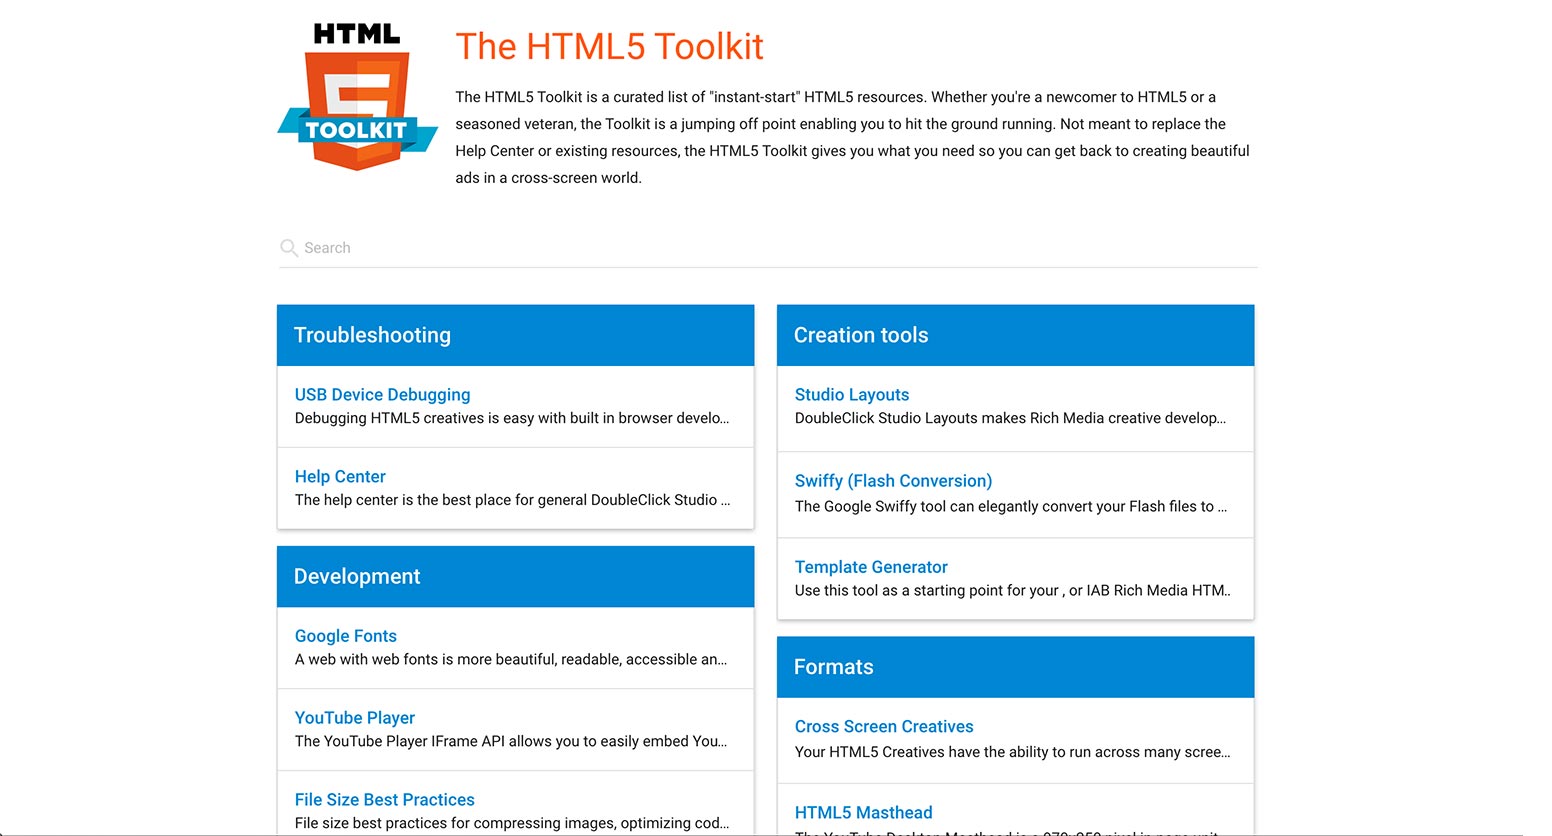 HTML
TOOLKIT
The HTML5 Toolkit
The HTML5 Toolkit is a curated list of "instant-start" HTML5 resources. Whether you're a newcomer to HTML5 or a
seasoned veteran, the Toolkit is a jumping off point enabling you to hit the ground running. Not meant to replace the
Help Center or existing resources, the HTML5 Toolkit gives you what you need so you can get back to creating beautiful
ads in a cross-screen world.
Search
Troubleshooting
USB Device Debugging
Debugging HTML5 creatives is easy with built in browser develo...
Help Center
The help center is the best place for general DoubleClick Studio ...
Development
Google Fonts
A web with web fonts is more beautiful, readable, accessible an...
YouTube Player
The YouTube Player IFrame API allows you to easily embed You...
File Size Best Practices
File size best practices for compressing images, optimizing cod...
Creation tools
Studio Layouts
DoubleClick Studio Layouts makes Rich Media creative develop...
Swiffy (Flash Conversion)
The Google Swiffy tool can elegantly convert your Flash files to ...
Template Generator
Use this tool as a starting point for your , or IAB Rich Media HTM..
Formats
Cross Screen Creatives
Your HTML5 Creatives have the ability to run across many scree...
HTML5 Masthead